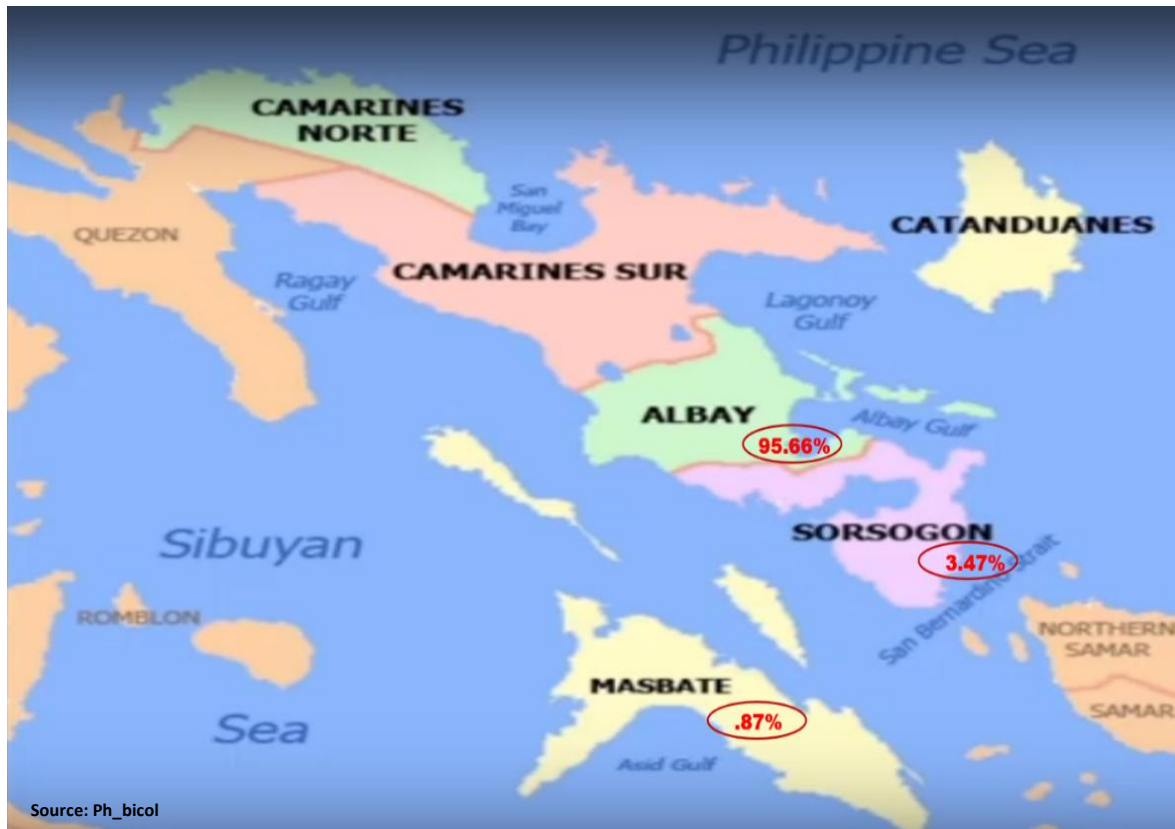 Philippine Sea
CAMARINES
NORTE
San
Miguel
Bay
CATANDUANES
QUEZON
CAMARINES SUR
Ragay
Gulf
Lagonoy
Gulf
ALBAY
Albay Gulf
95.66%
SORSOGON
Sibuyan
3.47%
San Bernardino Strait
ROMBLON
NORTHERN
SAMAR
MASBATE
SAMAR
.87%
Sea
Asid Gulf
Source: Ph_bicol